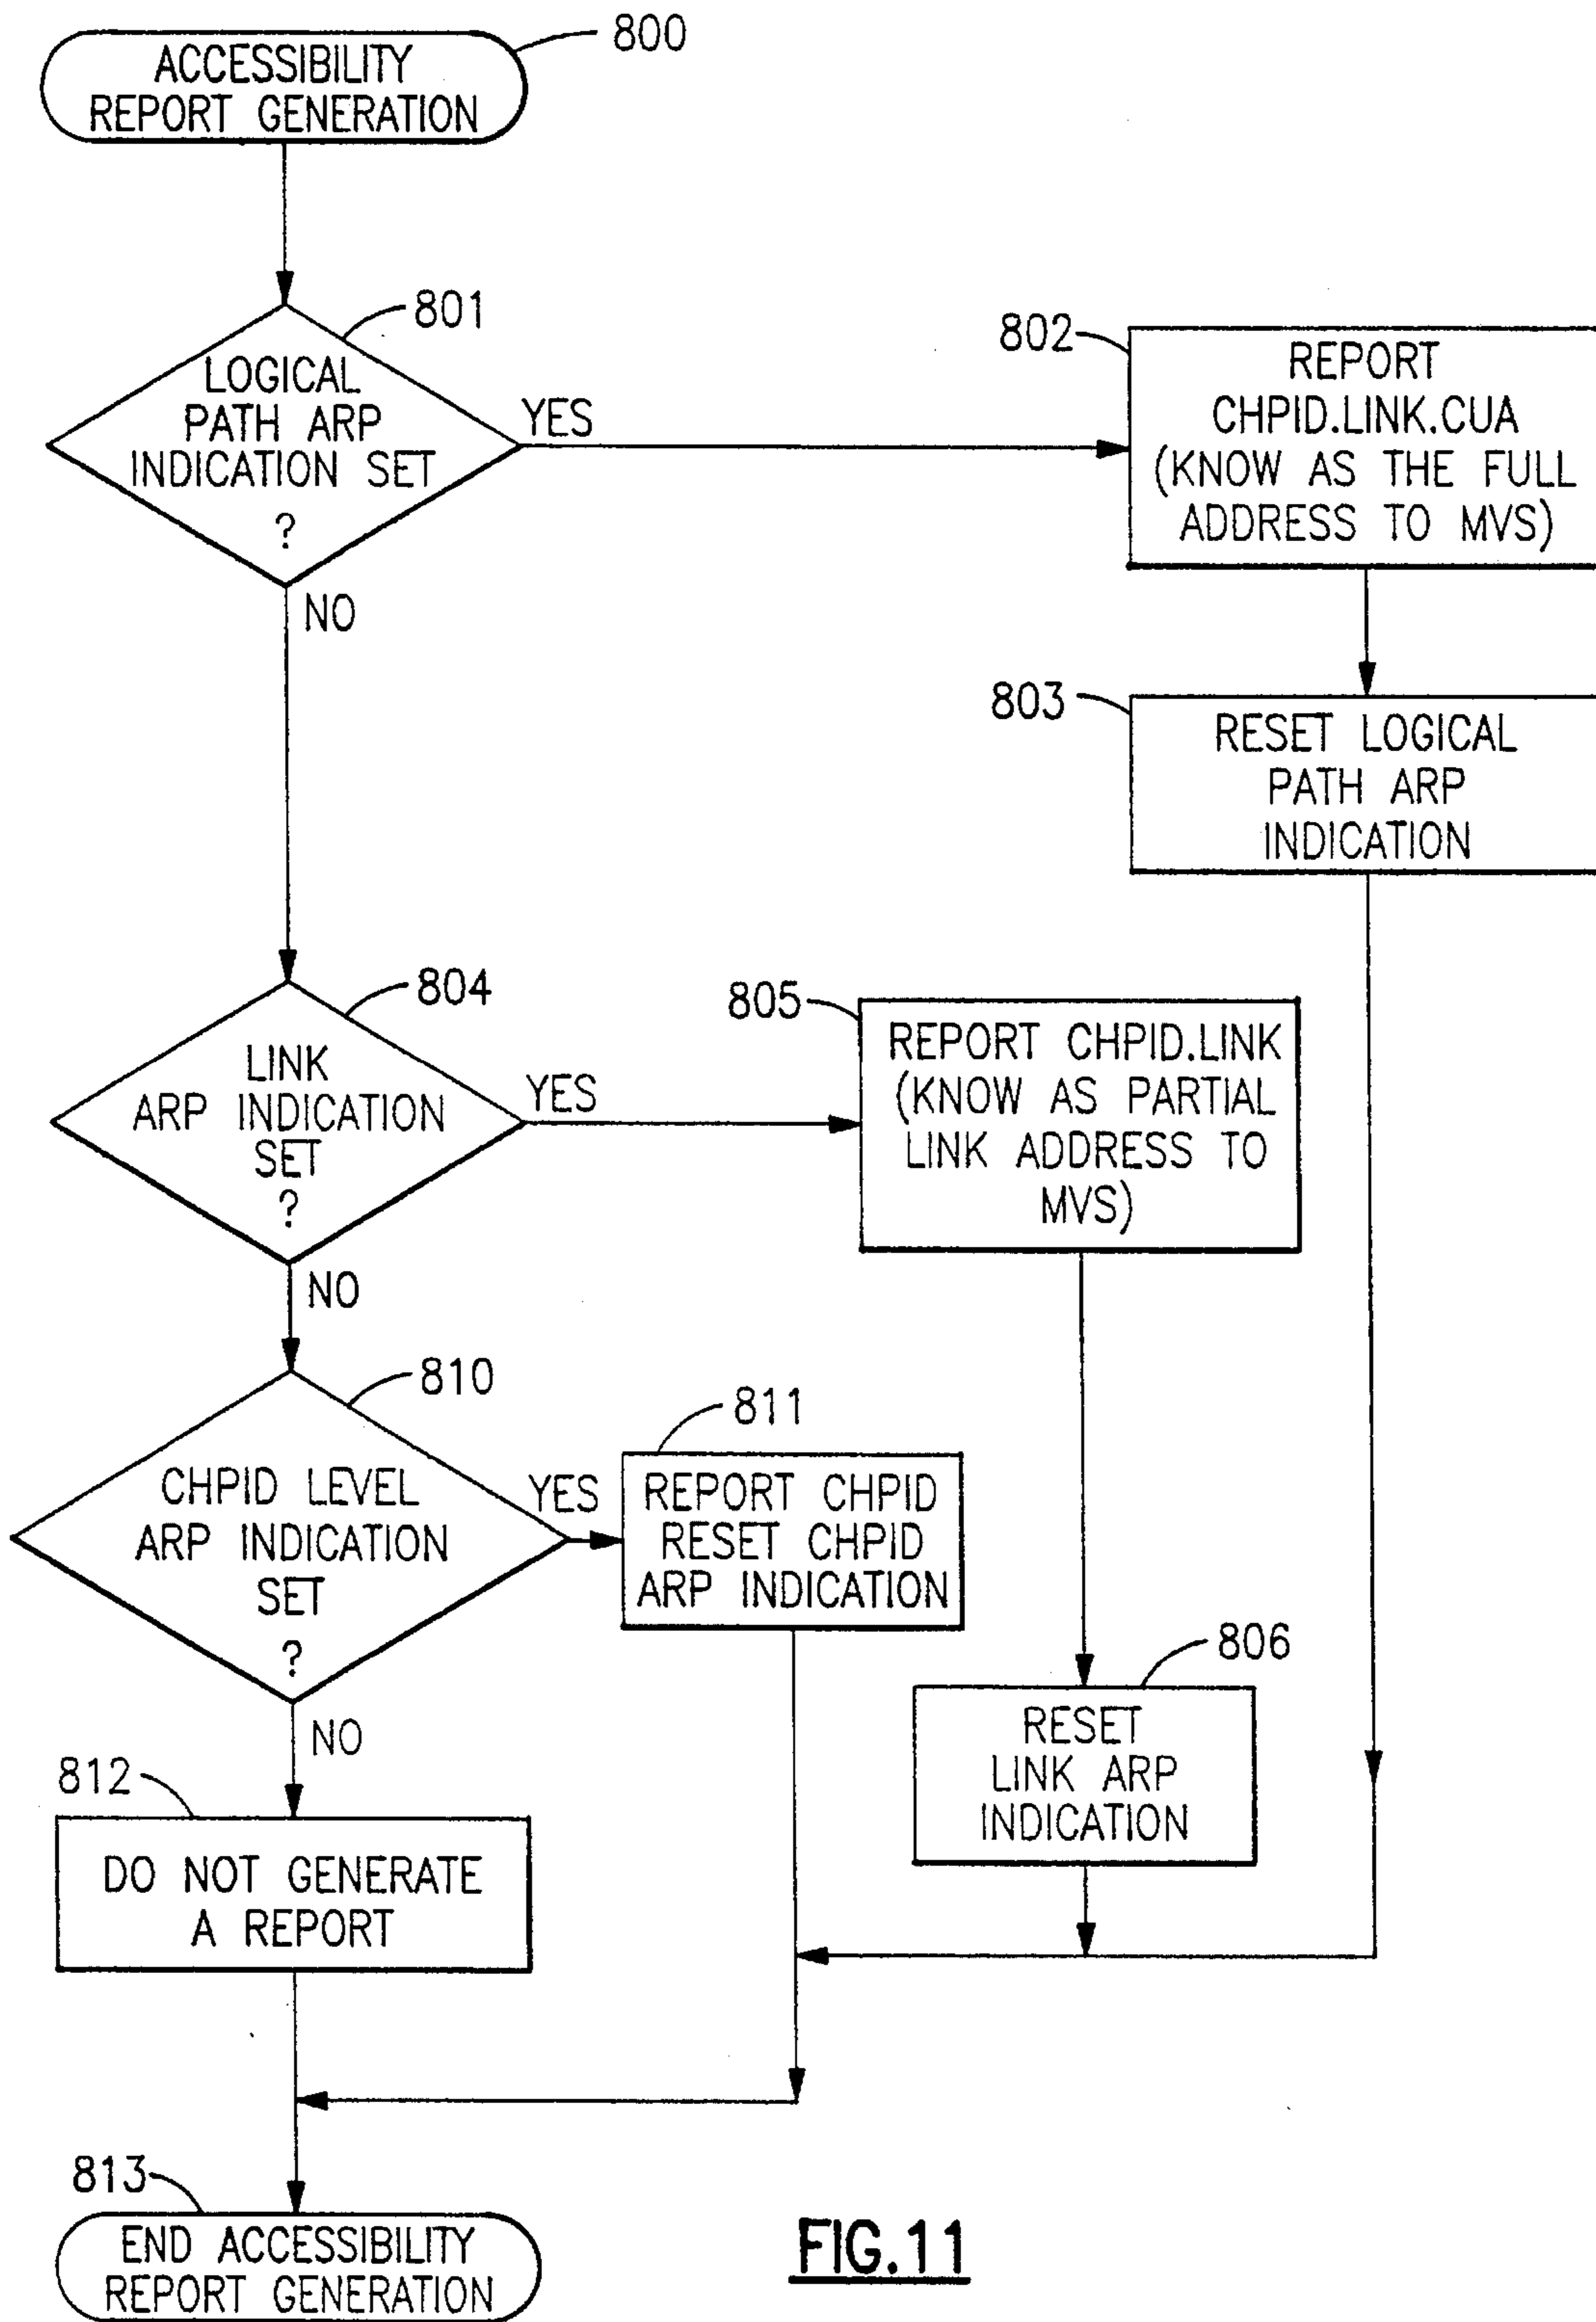 800
ACCESSIBILITY
REPORT GENERATION
801
LOGICAL
PATH ARP
INDICATION SET
?
YES
NO
802
REPORT
CHPID.LINK.CUA
(KNOW AS THE FULL
ADDRESS TO MVS)
803
RESET LOGICAL
PATH ARP
INDICATION
804
LINK
ARP INDICATION
SET
?
YES
NO
805
REPORT CHPID.LINK
(KNOW AS PARTIAL
LINK ADDRESS TO
MVS)
810
CHPID LEVEL
ARP INDICATION
SET
?
YES
NO
811
REPORT CHPID
RESET CHPID
ARP INDICATION
806
RESET
LINK ARP
INDICATION
812
DO NOT GENERATE
A REPORT
813
END ACCESSIBILITY
REPORT GENERATION
FIG.11